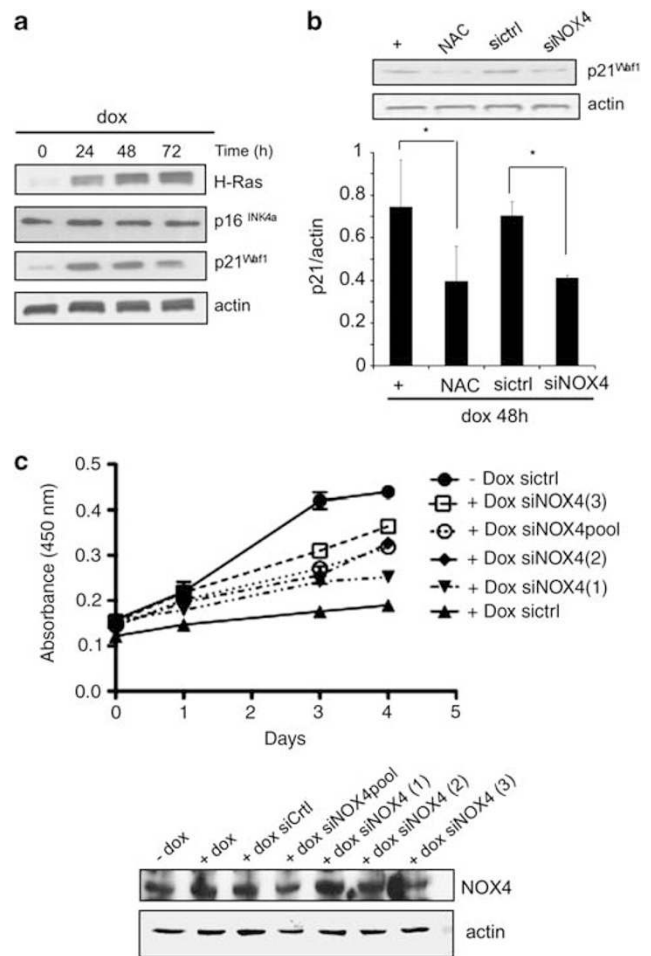 a
dox
0 24 48 72 Time (h)
H-Ras
p16 INK4a
p21Waf1
actin
b
+ NAC sictrl siNOX4
p21Waf1
actin
* *
p21/actin
1
0.8
0.6
0.4
0.2
0
+ NAC sictrl siNOX4
dox 48h
c
Absorbance (450 nm)
0.5
0.4
0.3
0.2
0.1
0.0
0 1 2 3 4 5
Days
- Dox sictrl
+ Dox siNOX4(3)
+ Dox siNOX4pool
+ Dox siNOX4(2)
+ Dox siNOX4(1)
+ Dox sictrl
- dox
+ dox
+ dox siCrtl
+ dox siNOX4pool
+ dox siNOX4 (1)
+ dox siNOX4 (2)
+ dox siNOX4 (3)
NOX4
actin